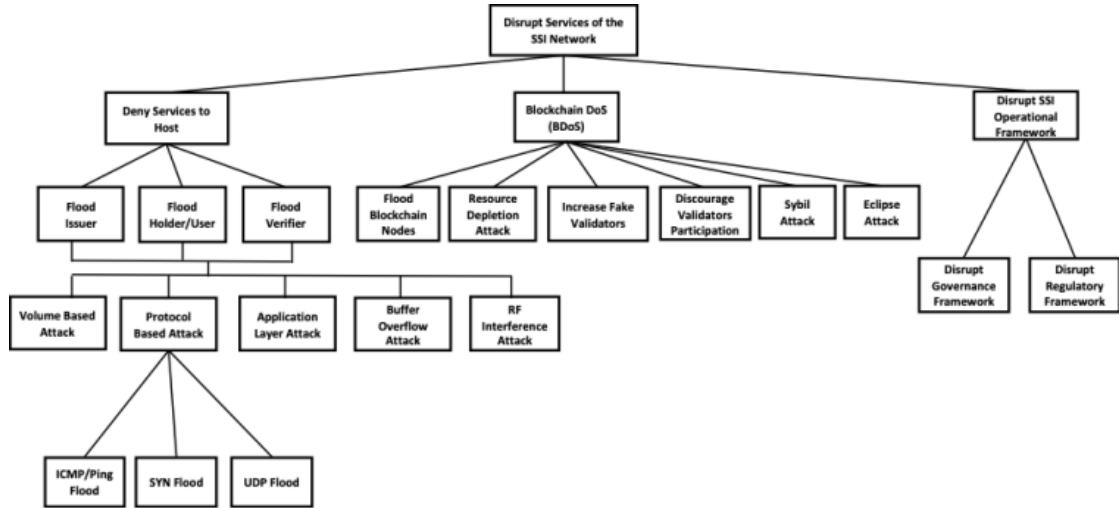 Disrupt Services of the
SSI Network
Deny Services to
Host
Blockchain DoS
(BDoS)
Disrupt SSI
Operational
Framework
Flood
Issuer
Flood
Holder/User
Flood
Verifier
Flood
Blockchain
Nodes
Resource
Depletion
Attack
Increase Fake
Validators
Discourage
Validators
Participation
Sybil
Attack
Eclipse
Attack
Disrupt
Governance
Framework
Disrupt
Regulatory
Framework
Volume Based
Attack
Protocol
Based Attack
Application
Layer Attack
Buffer
Overflow
Attack
RF
Interference
Attack
ICMP/Ping
Flood
SYN Flood
UDP Flood